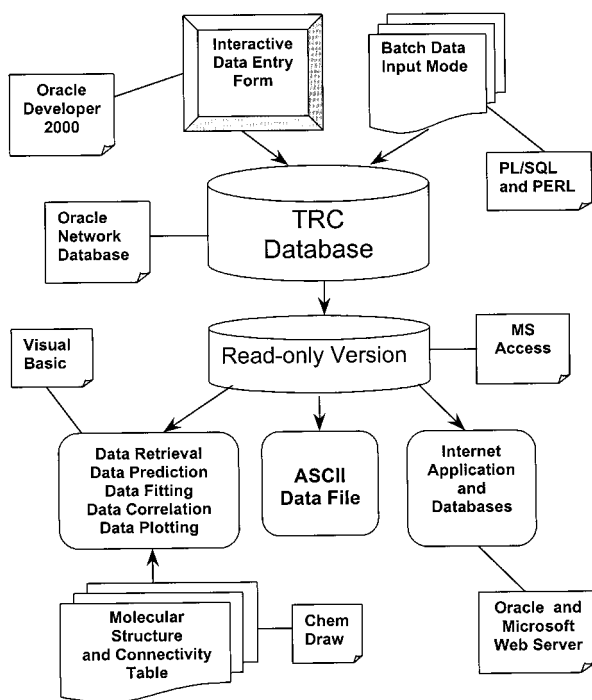 Interactive
Data Entry
Form
Batch Data
Input Mode
Oracle
Developer
2000
PL/SQL
and PERL
TRC
Database
Oracle
Network
Database
Read-only Version
MS
Access
Visual
Basic
Data Retrieval
Data Prediction
Data Fitting
Data Correlation
Data Plotting
ASCII
Data File
Internet
Application
and
Databases
Molecular
Structure
and Connectivity
Table
Chem
Draw
Oracle and
Microsoft
Web Server